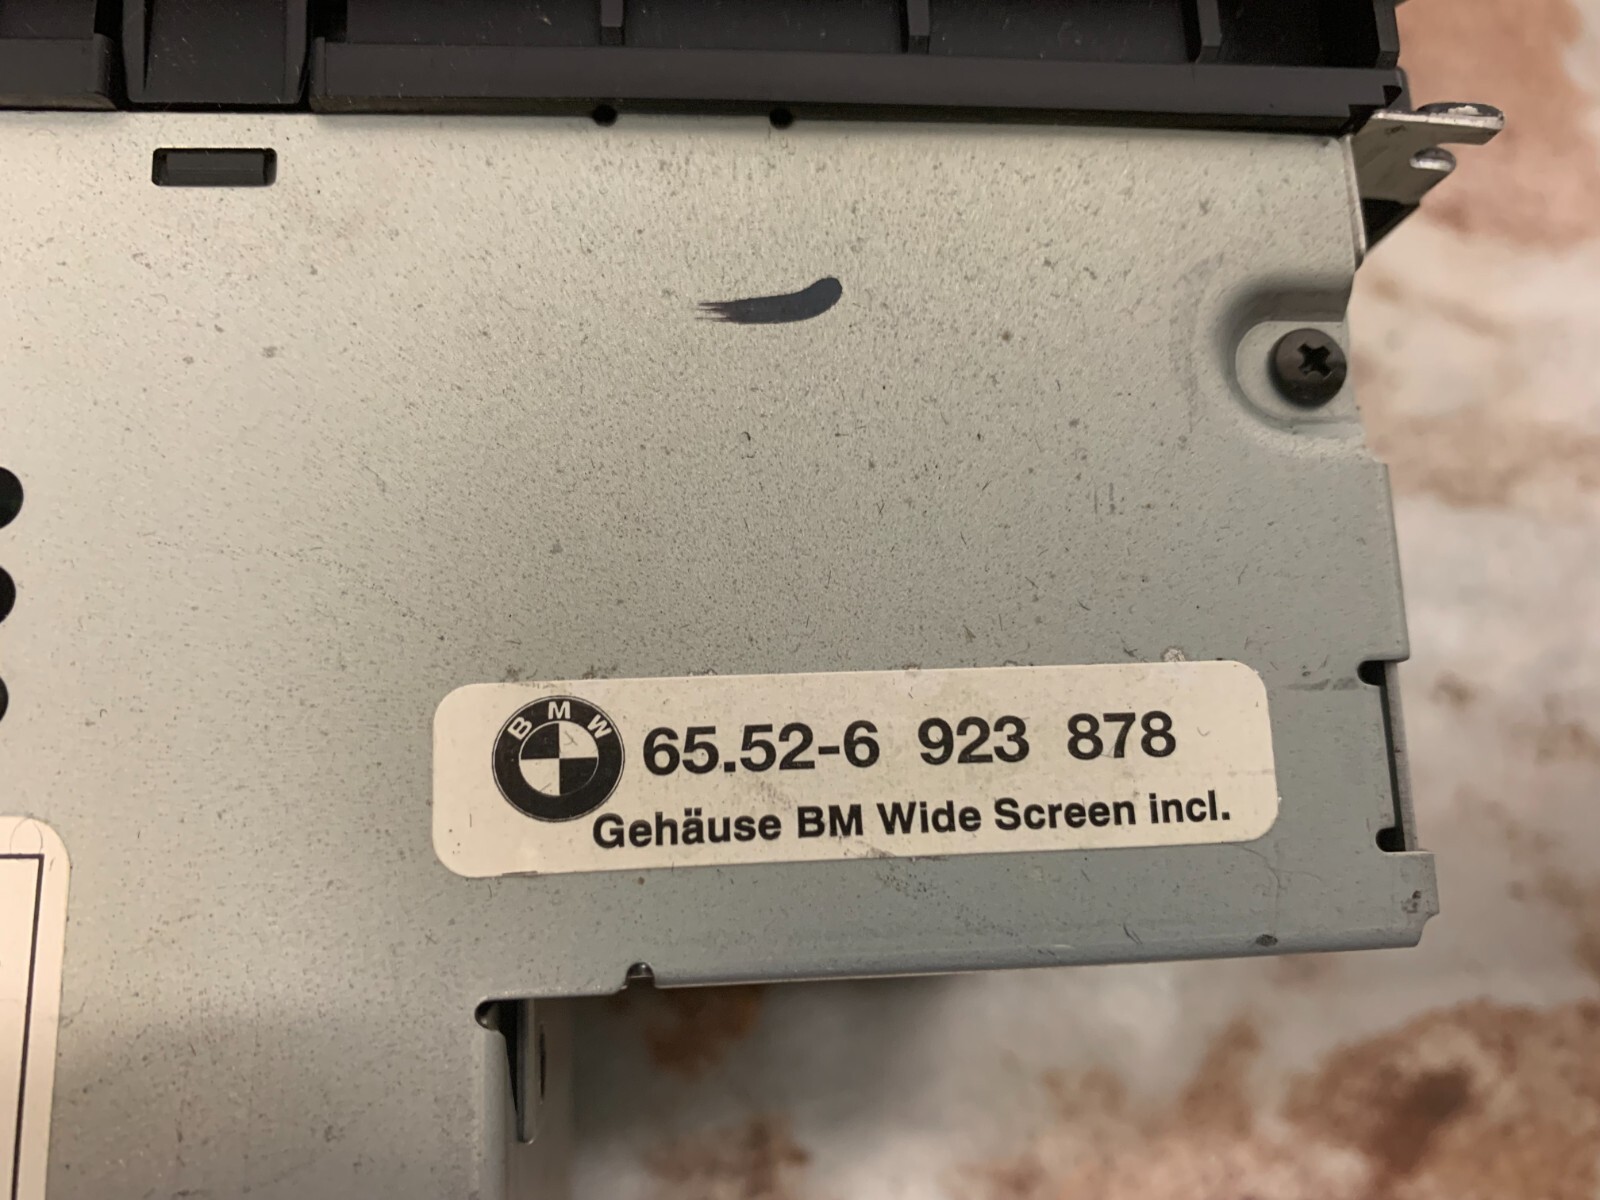 BMW
65.52-6 923 878
Gehäuse BM Wide Screen incl.